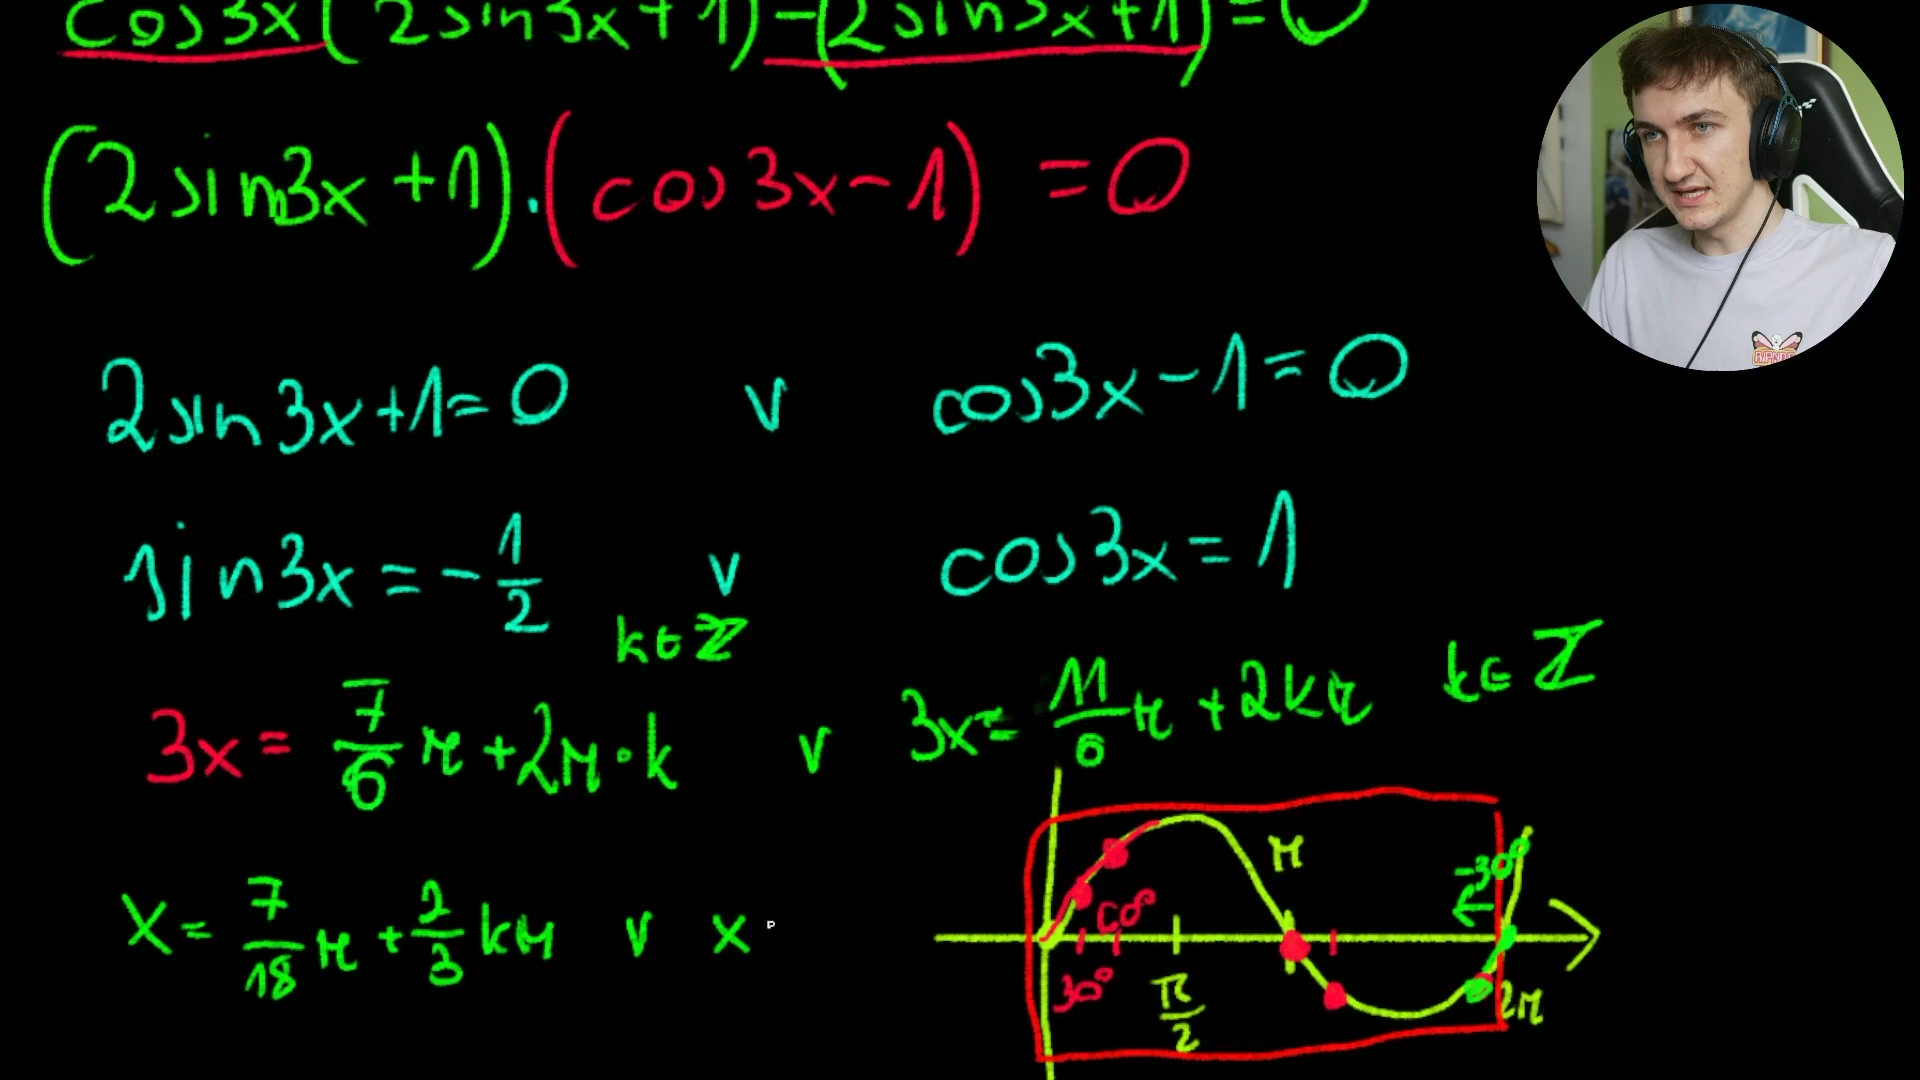 cos3x(2sin3x+1)-(2sin3x+1)=0
(2sin3x+1)·(cos3x-1)=0
2sin3x+1=0 v cos3x-1=0
sin3x=-1/2 v cos3x=1
k∈Z
3x=7/6π+2π·k v 3x=11/6π+2kπ k∈Z
x=7/18π+2/3kπ v x
π
-30°
60°
30°
π/2
2π